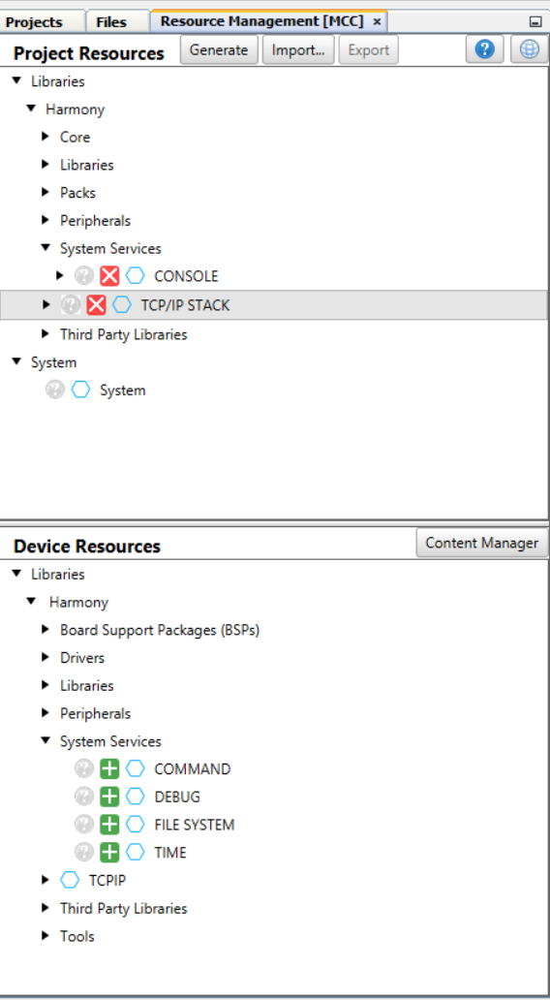 Projects Files Resource Management [MCC] ×
Project Resources Generate Import... Export ?
Libraries
Harmony
Core
Libraries
Packs
Peripherals
System Services
? CONSOLE
? TCP/IP STACK
Third Party Libraries
System
? System
Device Resources Content Manager
Libraries
Harmony
Board Support Packages (BSPs)
Drivers
Libraries
Peripherals
System Services
? COMMAND
? DEBUG
? FILE SYSTEM
? TIME
TCPIP
Third Party Libraries
Tools